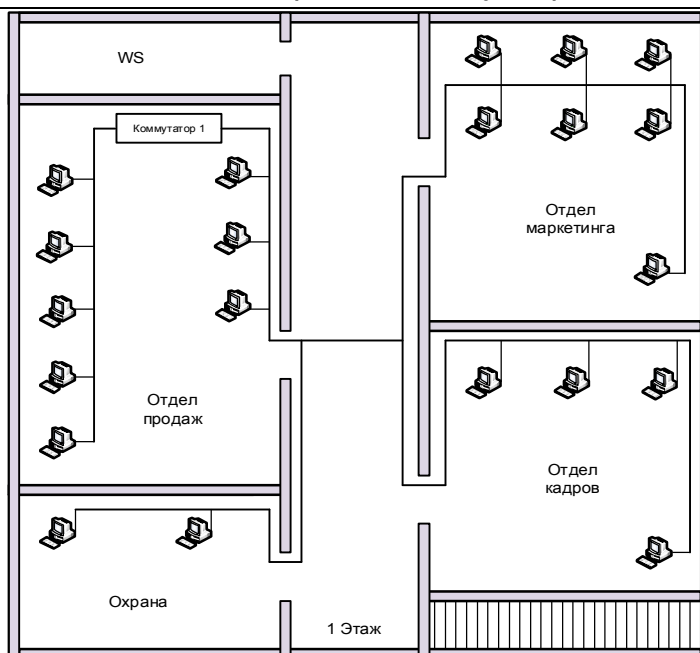 WS
Коммутатор 1
Отдел
маркетинга
Отдел
продаж
Отдел
кадров
Охрана
1 Этаж